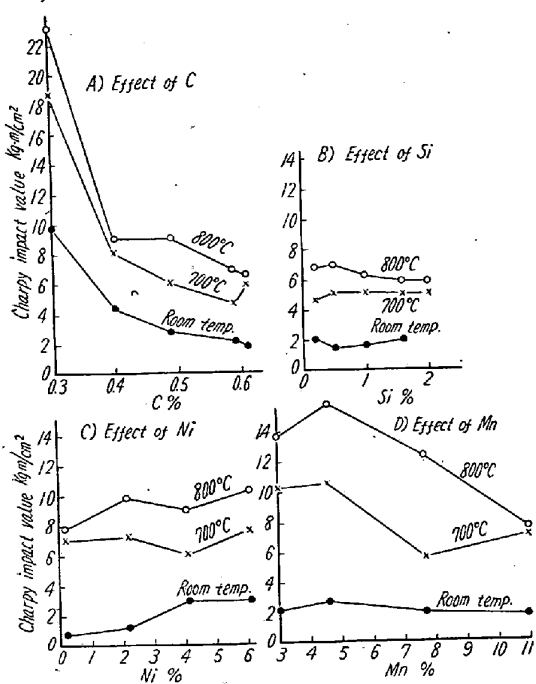 A) Effect of C
Charpy impact value Kg·m/cm²
22
20
18
16
14
12
10
8
6
4
2
0
800°C
700°C
Room temp.
0.3 0.4 0.5 0.6
C %
B) Effect of Si
14
12
10
8
6
4
2
0
800°C
700°C
Room temp.
0 1 2
Si %
C) Effect of Ni
Charpy impact value Kg·m/cm²
14
12
10
8
6
4
2
0
800°C
700°C
Room temp.
0 1 2 3 4 5 6
Ni %
D) Effect of Mn
14
12
10
8
6
4
2
0
800°C
700°C
Room temp.
3 4 5 6 7 8 9 10 11
Mn %